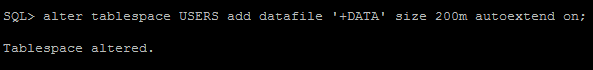 SQL> alter tablespace USERS add datafile '+DATA' size 200m autoextend on;
Tablespace altered.